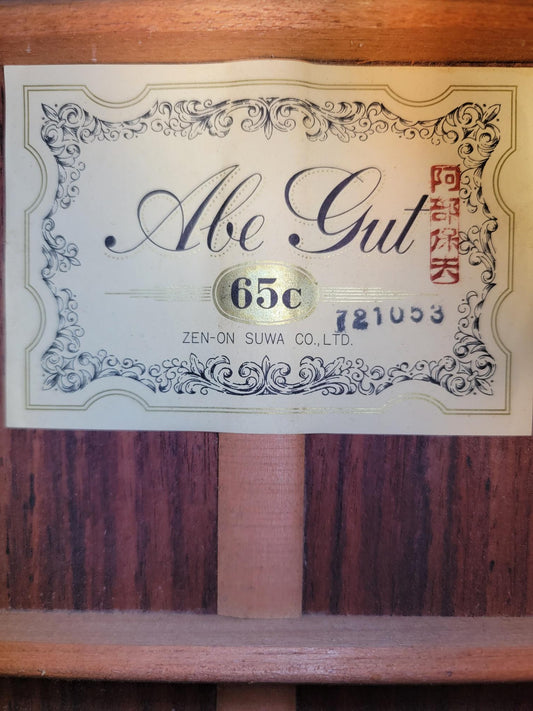 Abe Gut
阿部保夫
65c
721053
ZEN-ON SUWA CO.,LTD.